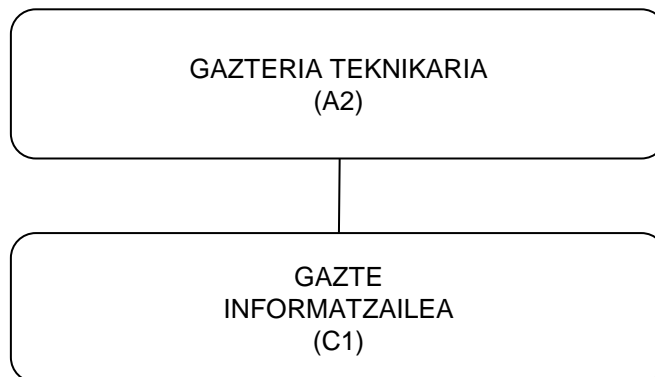 GAZTERIA TEKNIKARIA
(A2)
GAZTE
INFORMATZAILEA
(C1)